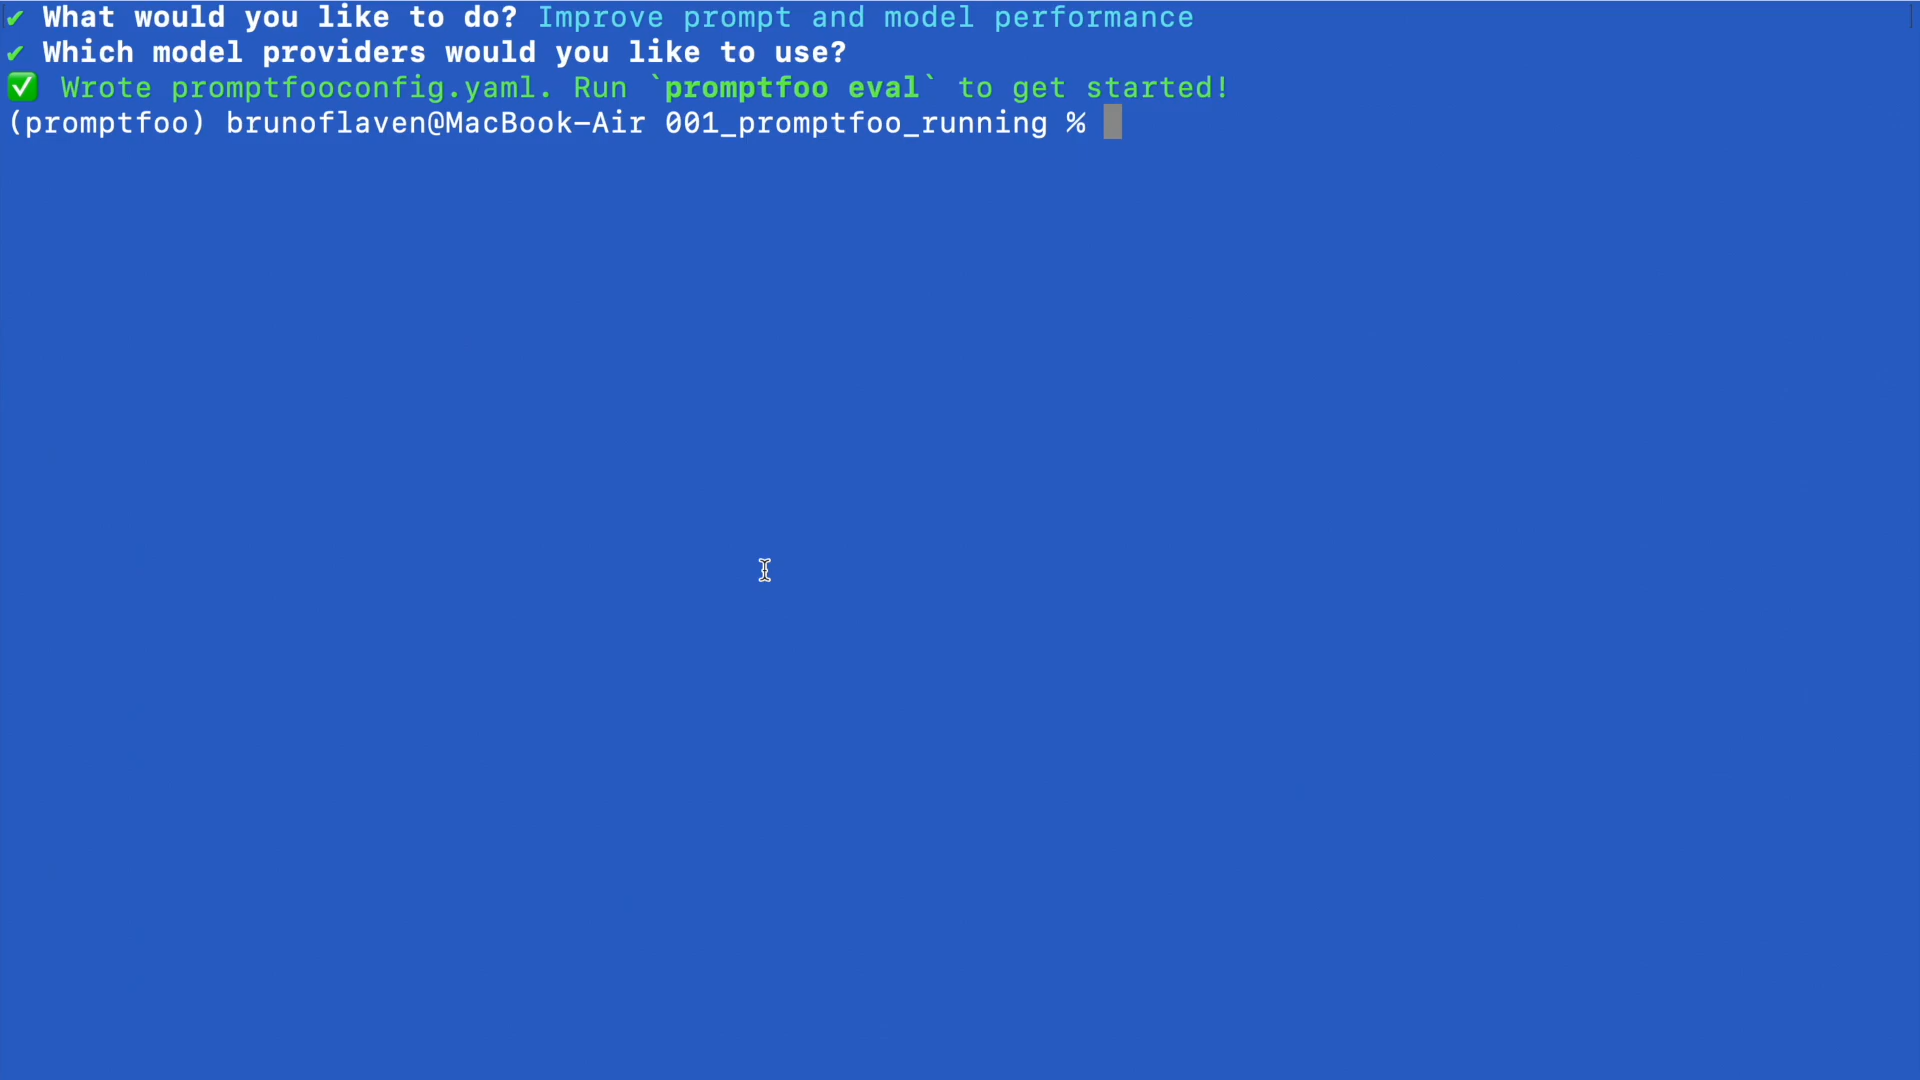 ✔ What would you like to do? Improve prompt and model performance
✔ Which model providers would you like to use?
✅ Wrote promptfooconfig.yaml. Run `promptfoo eval` to get started!
(promptfoo) brunoflaven@MacBook-Air 001_promptfoo_running %